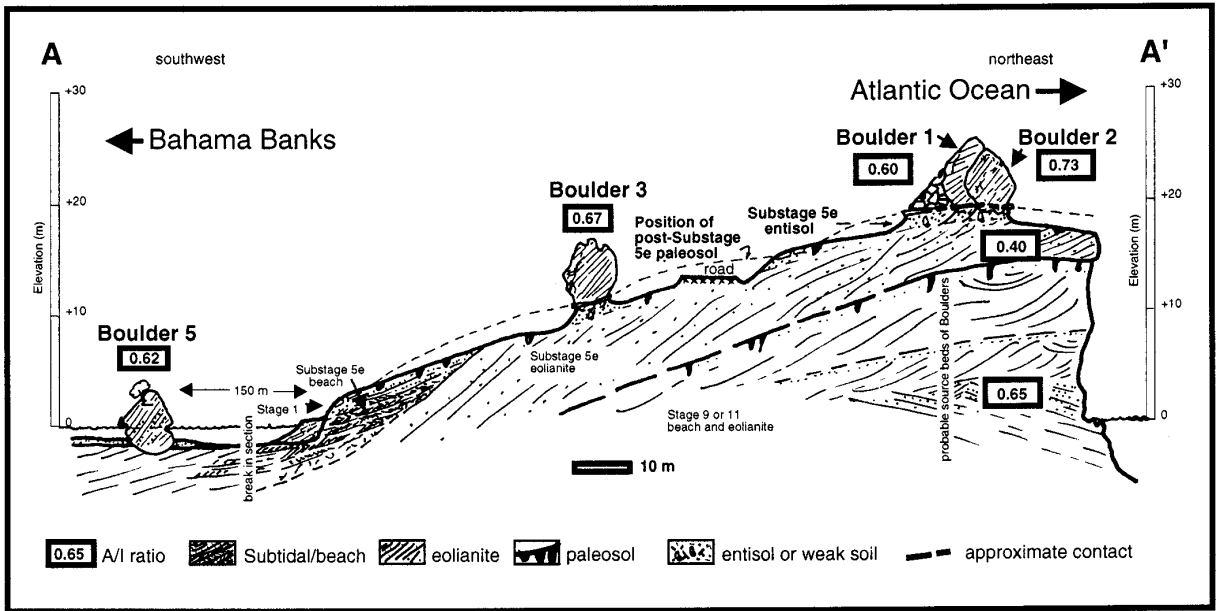 A
southwest
northeast
A'
+30
+30
Atlantic Ocean
Bahama Banks
Boulder 1
Boulder 2
0.60
0.73
Boulder 3
0.67
+20
+20
Position of
post-Substage
5e paleosol
Substage 5e
entisol
road
0.40
Elevation (m)
Elevation (m)
+10
+10
Boulder 5
0.62
150 m
Substage 5e
beach
Stage 1
Substage 5e
eolianite
Stage 9 or 11
beach and eolianite
0.65
probable source beds of Boulders
0
0
break in section
10 m
0.65 A/I ratio
Subtidal/beach
eolianite
paleosol
entisol or weak soil
approximate contact